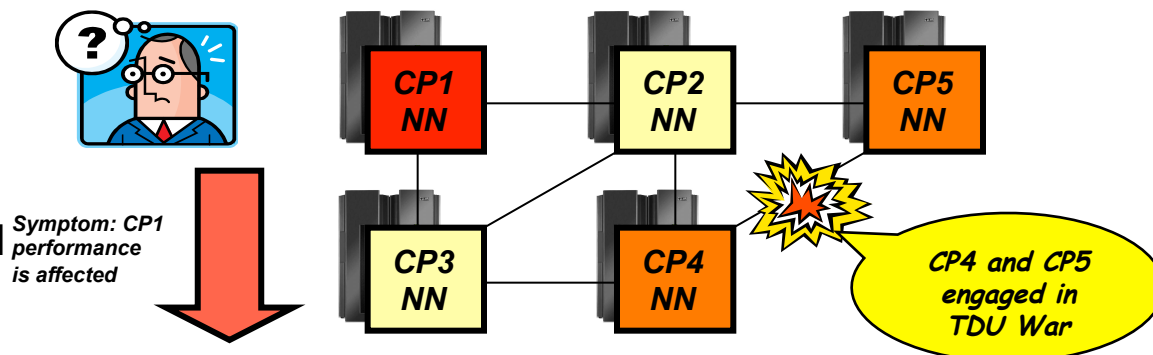 ?
CP1
NN
CP2
NN
CP5
NN
Symptom: CP1
performance
is affected
CP3
NN
CP4
NN
CP4 and CP5
engaged in
TDU War